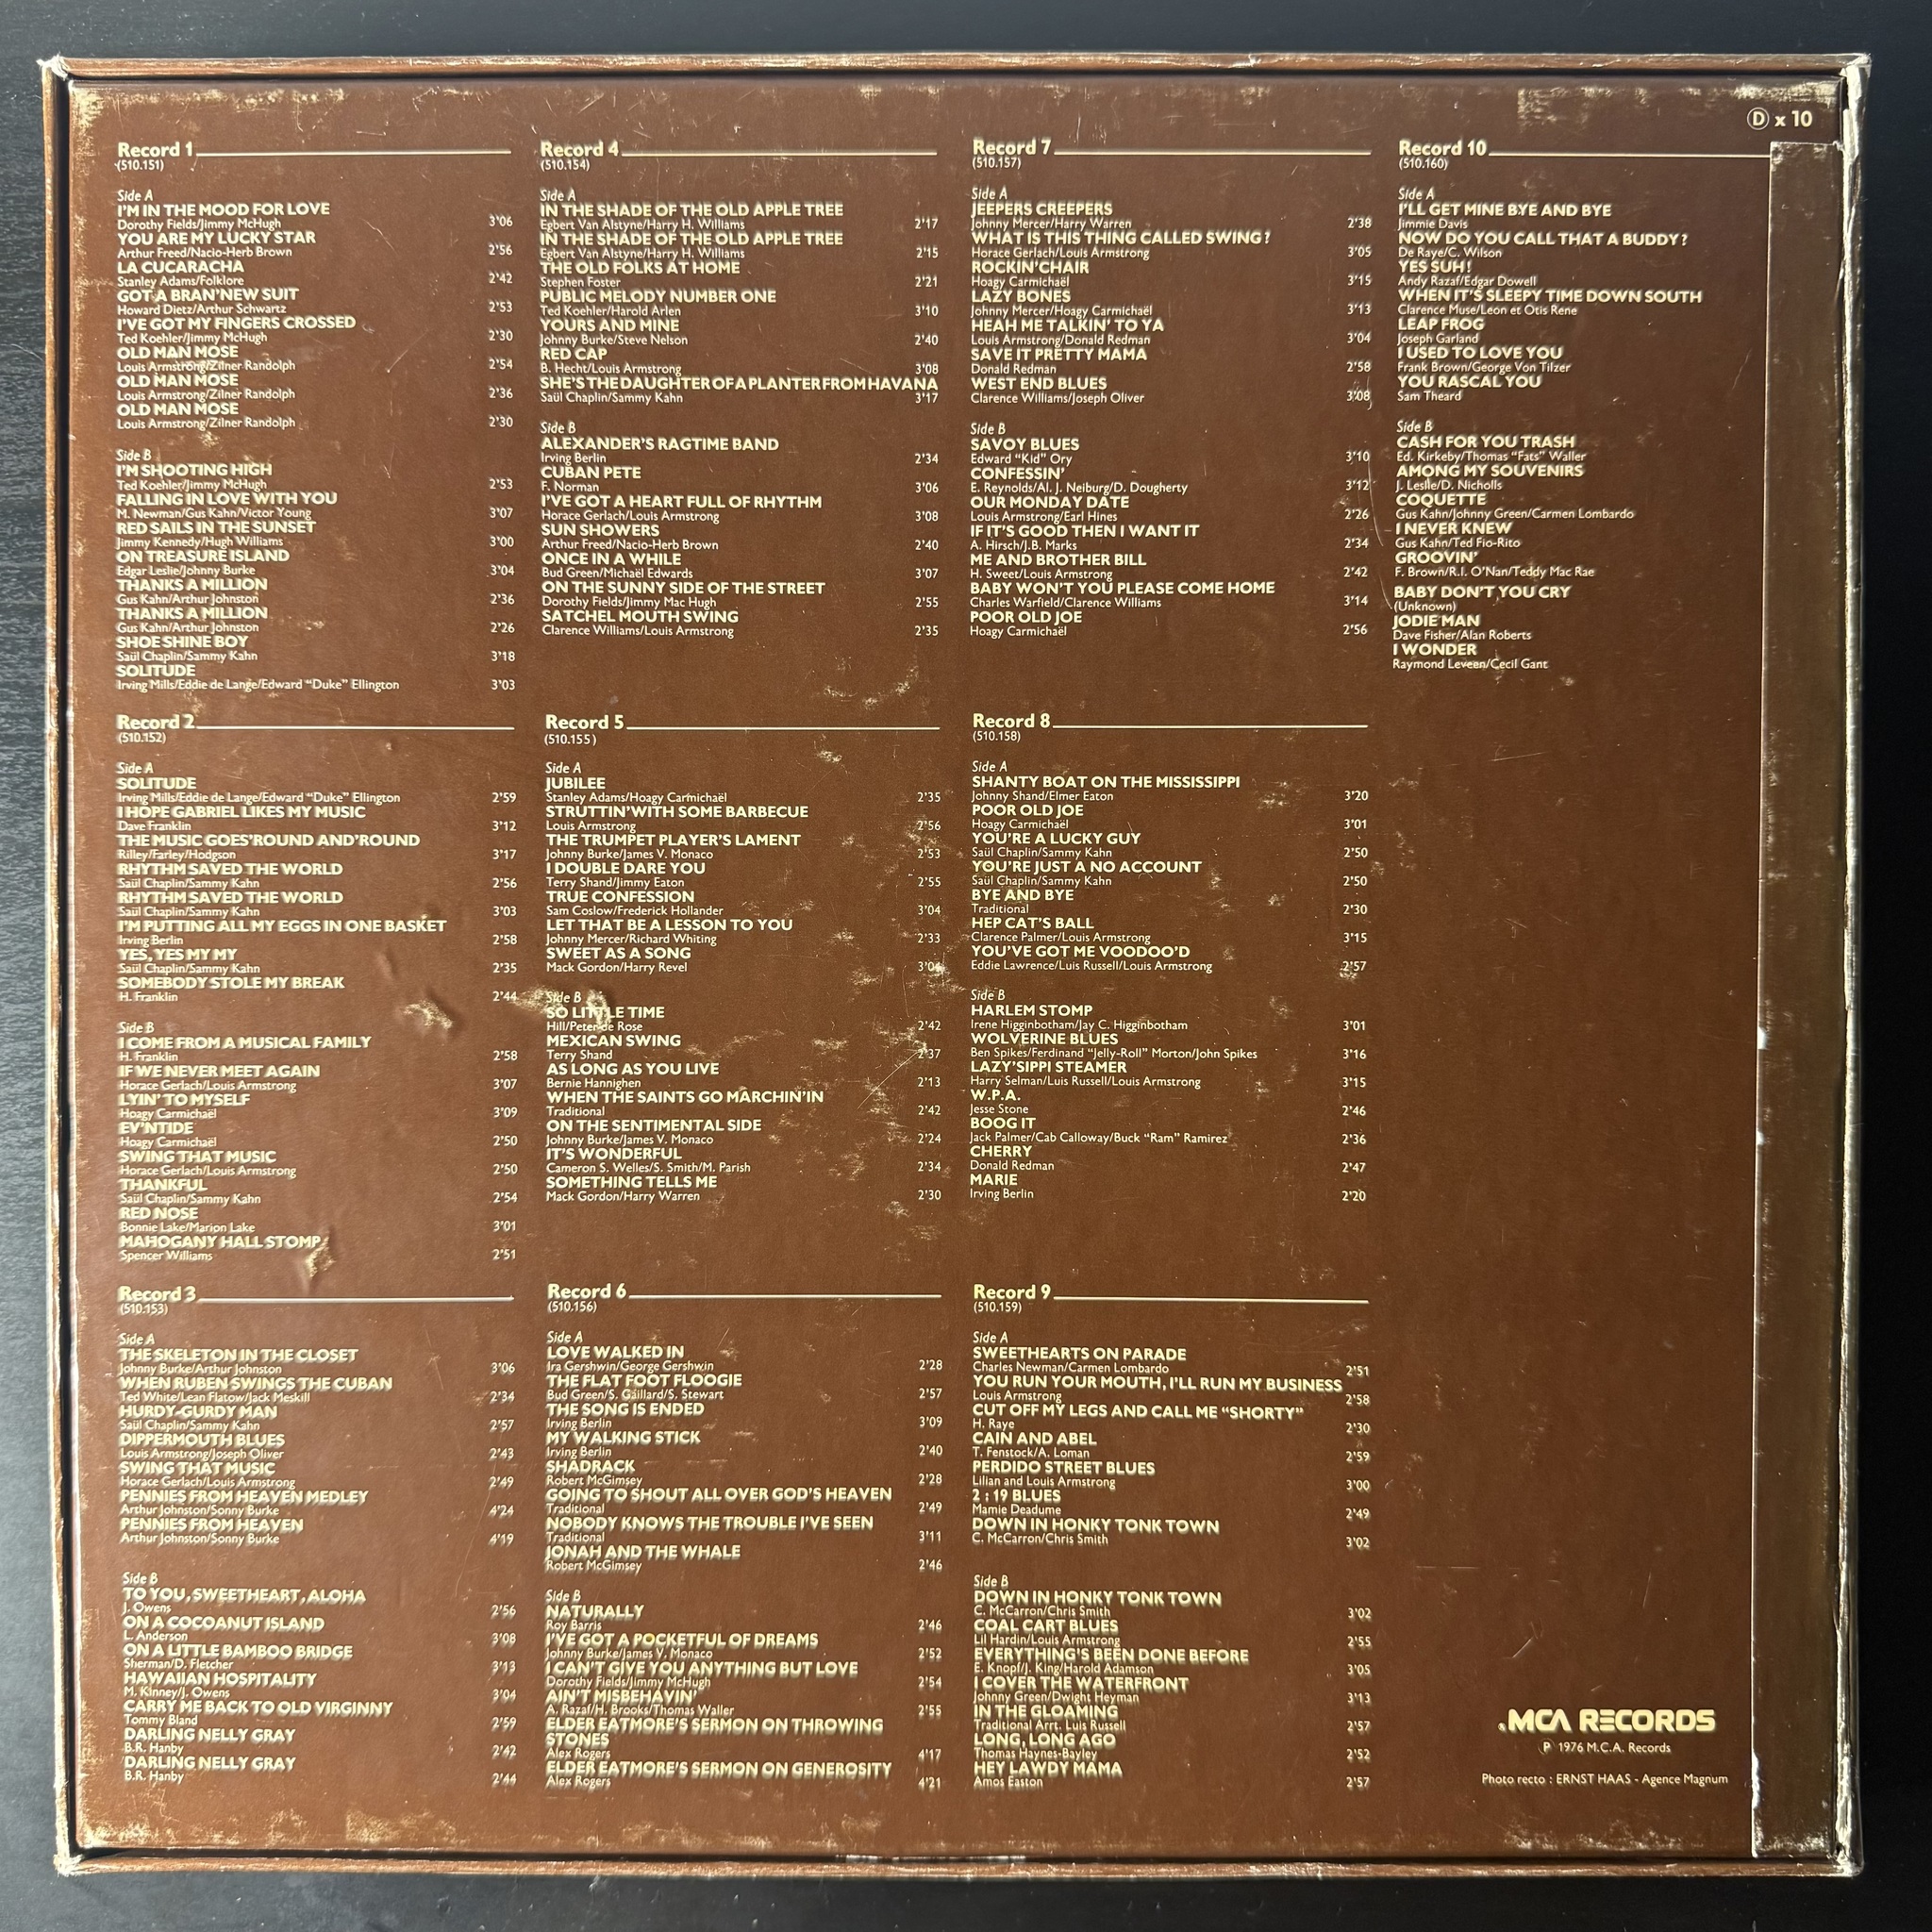 D x 10
Record 1
(510.151)
Side A
I'M IN THE MOOD FOR LOVE
Dorothy Fields/Jimmy McHugh 3'06
YOU ARE MY LUCKY STAR
Arthur Freed/Nacio-Herb Brown 2'56
LA CUCARACHA
Stanley Adams/Folklore 2'42
GOT A BRAN'NEW SUIT
Howard Dietz/Arthur Schwartz 2'53
I'VE GOT MY FINGERS CROSSED
Ted Koehler/Jimmy McHugh 2'30
OLD MAN MOSE
Louis Armstrong/Zilner Randolph 2'54
OLD MAN MOSE
Louis Armstrong/Zilner Randolph 2'36
OLD MAN MOSE
Louis Armstrong/Zilner Randolph 2'30
Side B
I'M SHOOTING HIGH
Ted Koehler/Jimmy McHugh 2'53
FALLING IN LOVE WITH YOU
M. Newman/Gus Kahn/Victor Young 3'07
RED SAILS IN THE SUNSET
Jimmy Kennedy/Hugh Williams 3'00
ON TREASURE ISLAND
Edgar Leslie/Johnny Burke 3'04
THANKS A MILLION
Gus Kahn/Arthur Johnston 2'36
THANKS A MILLION
Gus Kahn/Arthur Johnston 2'26
SHOE SHINE BOY
Saül Chaplin/Sammy Kahn 3'18
SOLITUDE
Irving Mills/Eddie de Lange/Edward "Duke" Ellington 3'03
Record 2
(510.152)
Side A
SOLITUDE
Irving Mills/Eddie de Lange/Edward "Duke" Ellington 2'59
I HOPE GABRIEL LIKES MY MUSIC
Dave Franklin 3'12
THE MUSIC GOES'ROUND AND'ROUND
Rilley/Farley/Hodgson 3'17
RHYTHM SAVED THE WORLD
Saül Chaplin/Sammy Kahn 2'56
RHYTHM SAVED THE WORLD
Saül Chaplin/Sammy Kahn 3'03
I'M PUTTING ALL MY EGGS IN ONE BASKET
Irving Berlin 2'58
YES, YES MY MY
Saül Chaplin/Sammy Kahn 2'35
SOMEBODY STOLE MY BREAK
H. Franklin 2'44
Side B
I COME FROM A MUSICAL FAMILY
H. Franklin 2'58
IF WE NEVER MEET AGAIN
Horace Gerlach/Louis Armstrong 3'07
LYIN' TO MYSELF
Hoagy Carmichaël 3'09
EV'NTIDE
Hoagy Carmichaël 2'50
SWING THAT MUSIC
Horace Gerlach/Louis Armstrong 2'50
THANKFUL
Saül Chaplin/Sammy Kahn 2'54
RED NOSE
Bonnie Lake/Marion Lake 3'01
MAHOGANY HALL STOMP
Spencer Williams 2'51
Record 3
(510.153)
Side A
THE SKELETON IN THE CLOSET
Johnny Burke/Arthur Johnston 3'06
WHEN RUBEN SWINGS THE CUBAN
Ted White/Lean Flatow/Jack Meskill 2'34
HURDY-GURDY MAN
Saül Chaplin/Sammy Kahn 2'57
DIPPERMOUTH BLUES
Louis Armstrong/Joseph Oliver 2'43
SWING THAT MUSIC
Horace Gerlach/Louis Armstrong 2'49
PENNIES FROM HEAVEN MEDLEY
Arthur Johnston/Sonny Burke 4'24
PENNIES FROM HEAVEN
Arthur Johnston/Sonny Burke 4'19
Side B
TO YOU, SWEETHEART, ALOHA
J. Owens 2'56
ON A COCOANUT ISLAND
L. Anderson 3'08
ON A LITTLE BAMBOO BRIDGE
Sherman/D. Fletcher 3'13
HAWAIIAN HOSPITALITY
M. Kinney/J. Owens 3'04
CARRY ME BACK TO OLD VIRGINNY
Tommy Bland 2'59
DARLING NELLY GRAY
B.R. Hanby 2'42
DARLING NELLY GRAY
B.R. Hanby 2'44
Record 4
(510.154)
Side A
IN THE SHADE OF THE OLD APPLE TREE
Egbert Van Alstyne/Harry H. Williams 2'17
IN THE SHADE OF THE OLD APPLE TREE
Egbert Van Alstyne/Harry H. Williams 2'15
THE OLD FOLKS AT HOME
Stephen Foster 2'21
PUBLIC MELODY NUMBER ONE
Ted Koehler/Harold Arlen 3'10
YOURS AND MINE
Johnny Burke/Steve Nelson 2'40
RED CAP
B. Hecht/Louis Armstrong 3'08
SHE'S THE DAUGHTER OF A PLANTER FROM HAVANA
Saül Chaplin/Sammy Kahn 3'17
Side B
ALEXANDER'S RAGTIME BAND
Irving Berlin 2'34
CUBAN PETE
F. Norman 3'06
I'VE GOT A HEART FULL OF RHYTHM
Horace Gerlach/Louis Armstrong 3'08
SUN SHOWERS
Arthur Freed/Nacio-Herb Brown 2'40
ONCE IN A WHILE
Bud Green/Michaël Edwards 3'07
ON THE SUNNY SIDE OF THE STREET
Dorothy Fields/Jimmy Mac Hugh 2'55
SATCHEL MOUTH SWING
Clarence Williams/Louis Armstrong 2'35
Record 5
(510.155)
Side A
JUBILEE
Stanley Adams/Hoagy Carmichaël 2'35
STRUTTIN'WITH SOME BARBECUE
Louis Armstrong 2'56
THE TRUMPET PLAYER'S LAMENT
Johnny Burke/James V. Monaco 2'53
I DOUBLE DARE YOU
Terry Shand/Jimmy Eaton 2'55
TRUE CONFESSION
Sam Coslow/Frederick Hollander 3'04
LET THAT BE A LESSON TO YOU
Johnny Mercer/Richard Whiting 2'33
SWEET AS A SONG
Mack Gordon/Harry Revel
Side B
SO LITTLE TIME
Hill/Peter de Rose 2'42
MEXICAN SWING
Terry Shand 2'37
AS LONG AS YOU LIVE
Bernie Hannighen 2'13
WHEN THE SAINTS GO MARCHIN'IN
Traditional 2'42
ON THE SENTIMENTAL SIDE
Johnny Burke/James V. Monaco 2'24
IT'S WONDERFUL
Cameron S. Welles/S. Smith/M. Parish 2'34
SOMETHING TELLS ME
Mack Gordon/Harry Warren 2'30
Record 6
(510.156)
Side A
LOVE WALKED IN
Ira Gershwin/George Gershwin 2'28
THE FLAT FOOT FLOOGIE
Bud Green/S. Gaillard/S. Stewart 2'57
THE SONG IS ENDED
Irving Berlin 3'09
MY WALKING STICK
Irving Berlin 2'40
SHADRACK
Robert McGimsey 2'28
GOING TO SHOUT ALL OVER GOD'S HEAVEN
Traditional 2'49
NOBODY KNOWS THE TROUBLE I'VE SEEN
Traditional 3'11
JONAH AND THE WHALE
Robert McGimsey 2'46
Side B
NATURALLY
Roy Barris 2'46
I'VE GOT A POCKETFUL OF DREAMS
Johnny Burke/James V. Monaco 2'52
I CAN'T GIVE YOU ANYTHING BUT LOVE
Dorothy Fields/Jimmy McHugh 2'54
AIN'T MISBEHAVIN'
A. Razaf/H. Brooks/Thomas Waller 2'55
ELDER EATMORE'S SERMON ON THROWING
STONES
Alex Rogers 4'17
ELDER EATMORE'S SERMON ON GENEROSITY
Alex Rogers 4'21
Record 7
(510.157)
Side A
JEEPERS CREEPERS
Johnny Mercer/Harry Warren 2'38
WHAT IS THIS THING CALLED SWING ?
Horace Gerlach/Louis Armstrong 3'05
ROCKIN'CHAIR
Hoagy Carmichaël 3'15
LAZY BONES
Johnny Mercer/Hoagy Carmichaël 3'13
HEAH ME TALKIN' TO YA
Louis Armstrong/Donald Redman 3'04
SAVE IT PRETTY MAMA
Donald Redman 2'58
WEST END BLUES
Clarence Williams/Joseph Oliver 3'08
Side B
SAVOY BLUES
Edward "Kid" Ory 3'10
CONFESSIN'
E. Reynolds/Al. J. Neiburg/D. Dougherty 3'12
OUR MONDAY DATE
Louis Armstrong/Earl Hines 2'26
IF IT'S GOOD THEN I WANT IT
A. Hirsch/J.B. Marks 2'34
ME AND BROTHER BILL
H. Sweet/Louis Armstrong 2'42
BABY WON'T YOU PLEASE COME HOME
Charles Warfield/Clarence Williams 3'14
POOR OLD JOE
Hoagy Carmichaël 2'56
Record 8
(510.158)
Side A
SHANTY BOAT ON THE MISSISSIPPI
Johnny Shand/Elmer Eaton 3'20
POOR OLD JOE
Hoagy Carmichaël 3'01
YOU'RE A LUCKY GUY
Saül Chaplin/Sammy Kahn 2'50
YOU'RE JUST A NO ACCOUNT
Saül Chaplin/Sammy Kahn 2'50
BYE AND BYE
Traditional 2'30
HEP CAT'S BALL
Clarence Palmer/Louis Armstrong 3'15
YOU'VE GOT ME VOODOO'D
Eddie Lawrence/Luis Russell/Louis Armstrong 2'57
Side B
HARLEM STOMP
Irene Higginbotham/Jay C. Higginbotham 3'01
WOLVERINE BLUES
Ben Spikes/Ferdinand "Jelly-Roll" Morton/John Spikes 3'16
LAZY'SIPPI STEAMER
Harry Selman/Luis Russell/Louis Armstrong 3'15
W.P.A.
Jesse Stone 2'46
BOOG IT
Jack Palmer/Cab Calloway/Buck "Ram" Ramirez 2'36
CHERRY
Donald Redman 2'47
MARIE
Irving Berlin 2'20
Record 9
(510.159)
Side A
SWEETHEARTS ON PARADE
Charles Newman/Carmen Lombardo 2'51
YOU RUN YOUR MOUTH, I'LL RUN MY BUSINESS
Louis Armstrong 2'58
CUT OFF MY LEGS AND CALL ME "SHORTY"
H. Raye 2'30
CAIN AND ABEL
T. Fenstock/A. Loman 2'59
PERDIDO STREET BLUES
Lilian and Louis Armstrong 3'00
2 : 19 BLUES
Mamie Deadume 2'49
DOWN IN HONKY TONK TOWN
C. McCarron/Chris Smith 3'02
Side B
DOWN IN HONKY TONK TOWN
C. McCarron/Chris Smith 3'02
COAL CART BLUES
Lil Hardin/Louis Armstrong 2'55
EVERYTHING'S BEEN DONE BEFORE
E. Knopf/J. King/Harold Adamson 3'05
I COVER THE WATERFRONT
Johnny Green/Dwight Heyman 3'13
IN THE GLOAMING
Traditional Arrt. Luis Russell 2'57
LONG, LONG AGO
Thomas Haynes-Bayley 2'52
HEY LAWDY MAMA
Amos Easton 2'57
Record 10
(510.160)
Side A
I'LL GET MINE BYE AND BYE
Jimmie Davis
NOW DO YOU CALL THAT A BUDDY ?
De Raye/C. Wilson
YES SUH !
Andy Razaf/Edgar Dowell
WHEN IT'S SLEEPY TIME DOWN SOUTH
Clarence Muse/Leon et Otis Rene
LEAP FROG
Joseph Garland
I USED TO LOVE YOU
Frank Brown/George Von Tilzer
YOU RASCAL YOU
Sam Theard
Side B
CASH FOR YOU TRASH
Ed. Kirkeby/Thomas "Fats" Waller
AMONG MY SOUVENIRS
J. Leslie/D. Nicholls
COQUETTE
Gus Kahn/Johnny Green/Carmen Lombardo
I NEVER KNEW
Gus Kahn/Ted Fio-Rito
GROOVIN'
F. Brown/R.I. O'Nan/Teddy Mac Rae
BABY DON'T YOU CRY
(Unknown)
JODIE MAN
Dave Fisher/Alan Roberts
I WONDER
Raymond Leveen/Cecil Gant
MCA RECORDS
℗ 1976 M.C.A. Records
Photo recto : ERNST HAAS - Agence Magnum